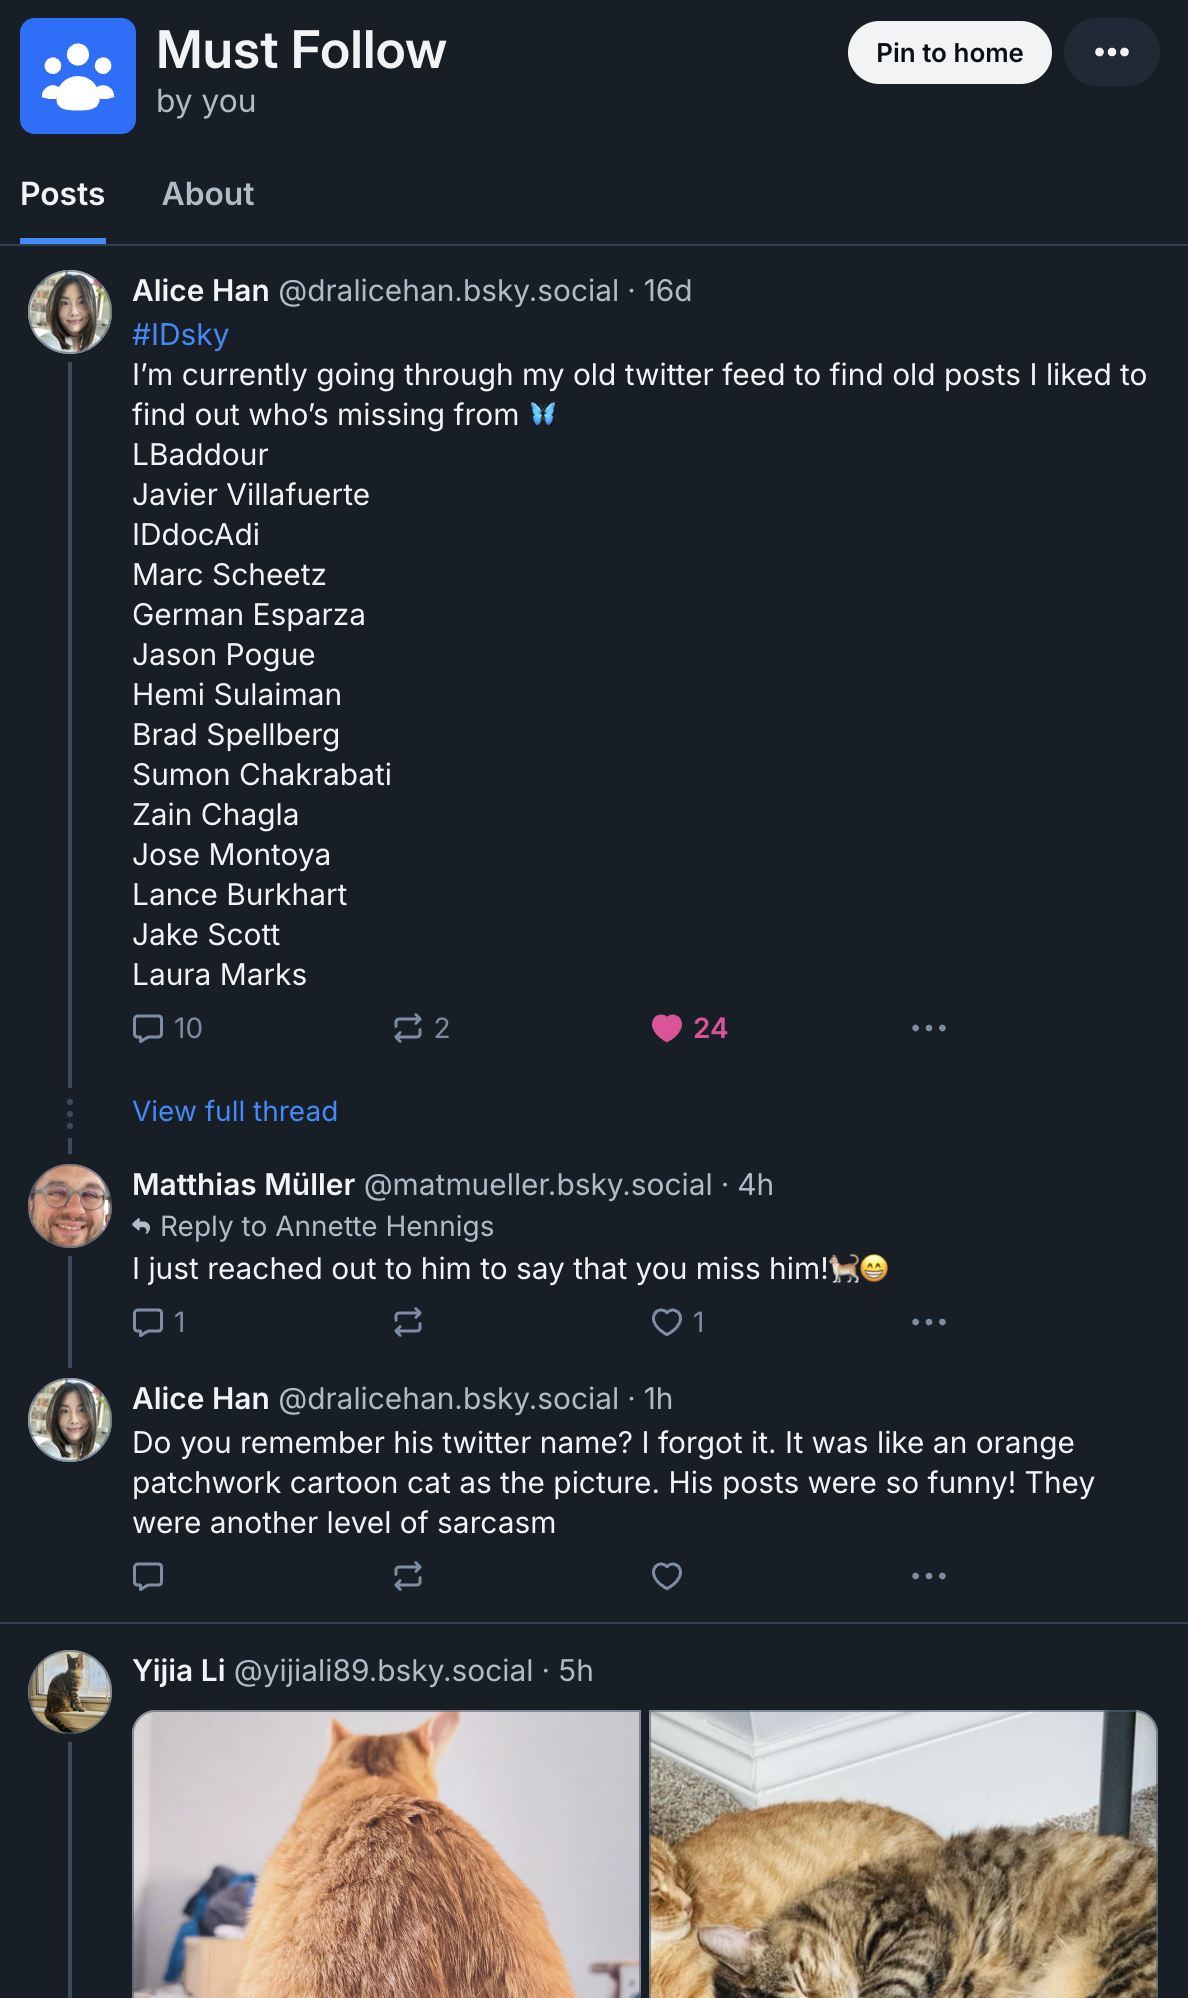 Must Follow
by you
Pin to home
Posts
About
Alice Han @dralicehan.bsky.social · 16d
#IDsky
I’m currently going through my old twitter feed to find old posts I liked to
find out who’s missing from 🦋
LBaddour
Javier Villafuerte
IDdocAdi
Marc Scheetz
German Esparza
Jason Pogue
Hemi Sulaiman
Brad Spellberg
Sumon Chakrabati
Zain Chagla
Jose Montoya
Lance Burkhart
Jake Scott
Laura Marks
10 2 24
View full thread
Matthias Müller @matmueller.bsky.social · 4h
Reply to Annette Hennigs
I just reached out to him to say that you miss him!🐈😁
1 1
Alice Han @dralicehan.bsky.social · 1h
Do you remember his twitter name? I forgot it. It was like an orange
patchwork cartoon cat as the picture. His posts were so funny! They
were another level of sarcasm
Yijia Li @yijiali89.bsky.social · 5h